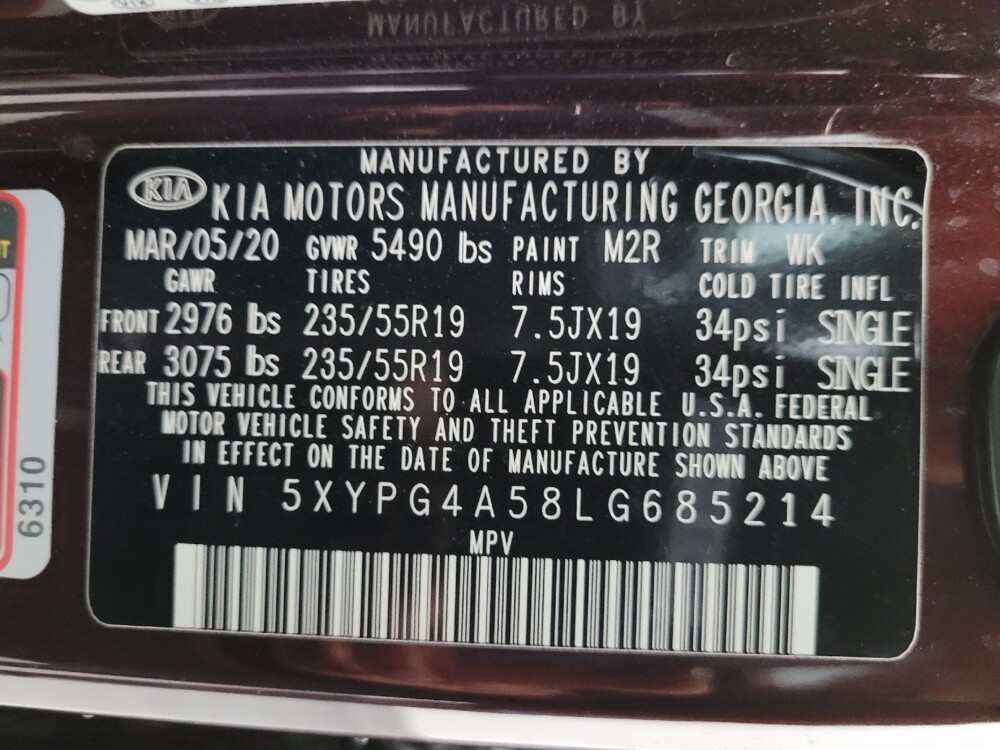 MANUFACTURED BY
MANUFACTURED BY
KIA KIA MOTORS MANUFACTURING GEORGIA, INC.
MAR/05/20 GVWR 5490 lbs PAINT M2R TRIM WK
GAWR TIRES RIMS COLD TIRE INFL
FRONT 2976 lbs 235/55R19 7.5JX19 34psi SINGLE
REAR 3075 lbs 235/55R19 7.5JX19 34psi SINGLE
THIS VEHICLE CONFORMS TO ALL APPLICABLE U.S.A. FEDERAL
MOTOR VEHICLE SAFETY AND THEFT PREVENTION STANDARDS
IN EFFECT ON THE DATE OF MANUFACTURE SHOWN ABOVE
VIN 5XYPG4A58LG685214
MPV
6310